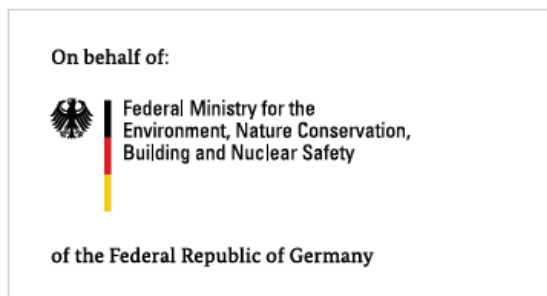 On behalf of:
Federal Ministry for the
Environment, Nature Conservation,
Building and Nuclear Safety
of the Federal Republic of Germany